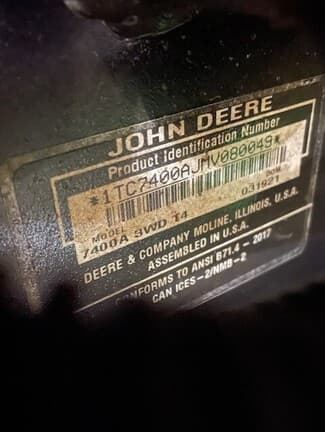 JOHN DEERE
Product Identification Number
*1TC7400AJMV080049*
MODEL DOM
7400A 3WD T4 031921
DEERE & COMPANY MOLINE, ILLINOIS, U.S.A.
ASSEMBLED IN U.S.A.
CONFORMS TO ANSI B71.4 - 2017
CAN ICES-2/NMB-2